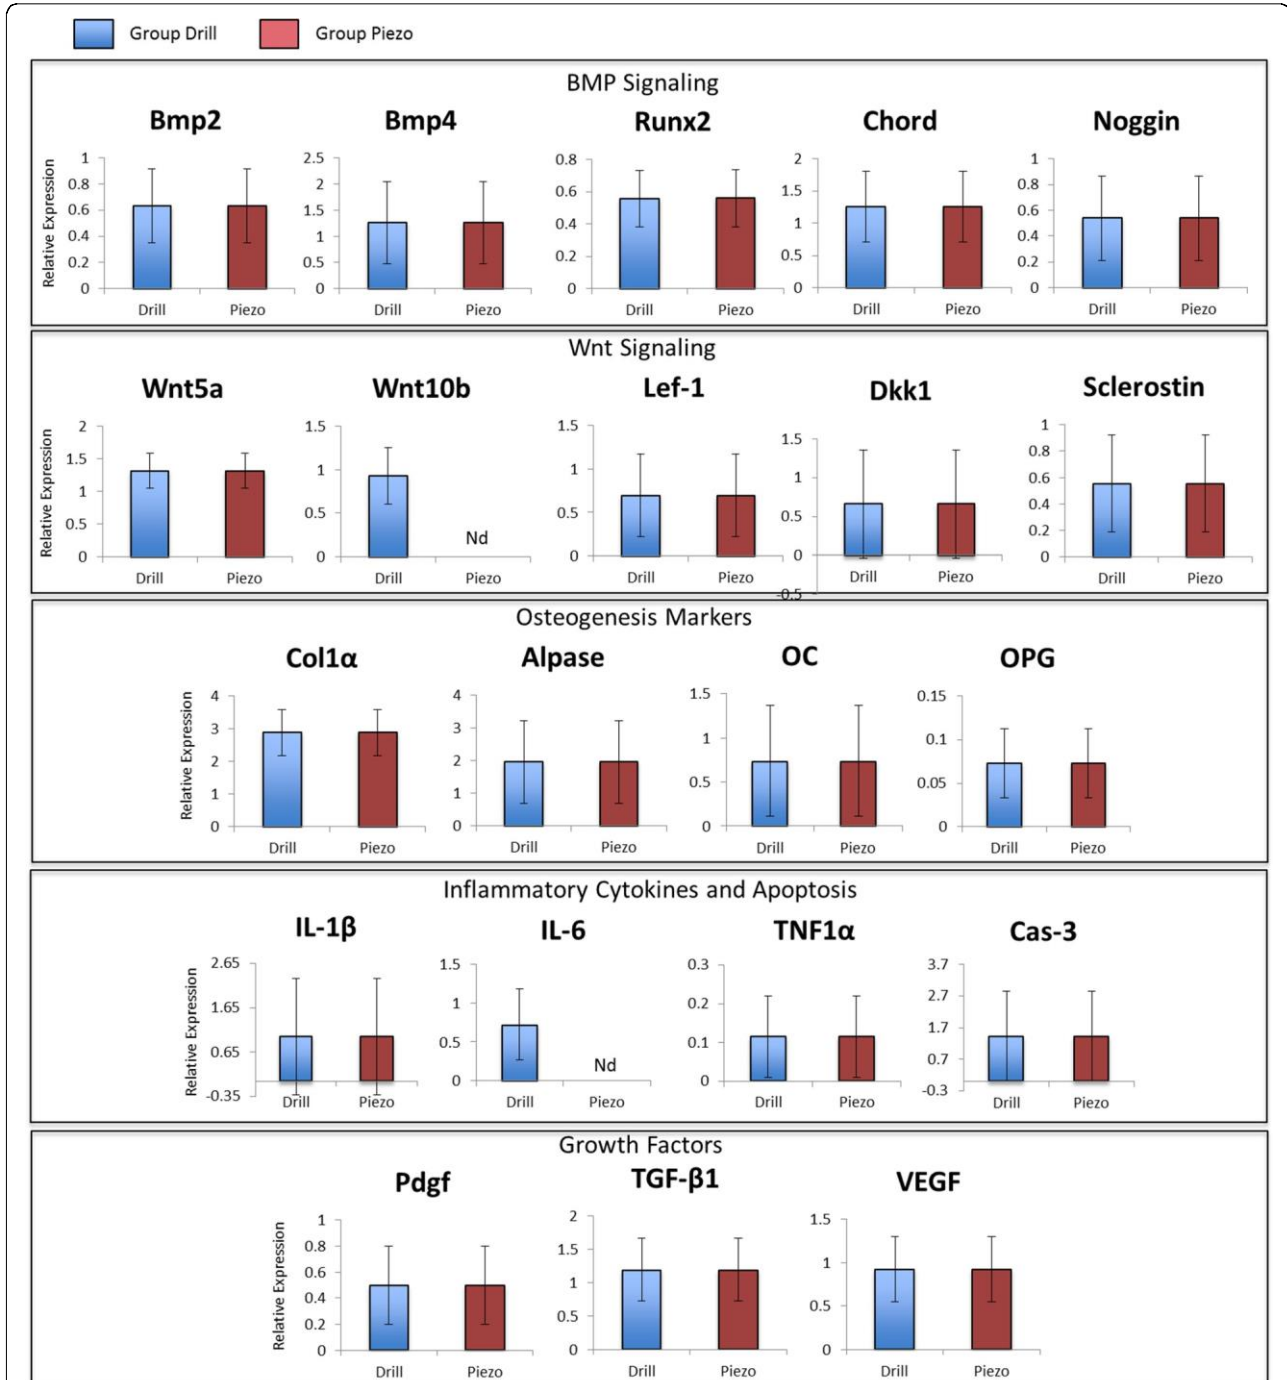 Group Drill Group Piezo
BMP Signaling
Bmp2 Bmp4 Runx2 Chord Noggin
Relative Expression
1 0.8 0.6 0.4 0.2 0
2.5 2 1.5 1 0.5 0
0.8 0.6 0.4 0.2 0
2 1.5 1 0.5 0
1 0.8 0.6 0.4 0.2 0
Drill Piezo Drill Piezo Drill Piezo Drill Piezo Drill Piezo
Wnt Signaling
Wnt5a Wnt10b Lef-1 Dkk1 Sclerostin
Relative Expression
2 1.5 1 0.5 0
1.5 1 0.5 0
Nd
1.5 1 0.5 0
1.5 1 0.5 0 -0.5
1 0.8 0.6 0.4 0.2 0
Drill Piezo Drill Piezo Drill Piezo Drill Piezo Drill Piezo
Osteogenesis Markers
Col1α Alpase OC OPG
Relative Expression
4 3 2 1 0
4 3 2 1 0
1.5 1 0.5 0
0.15 0.1 0.05 0
Drill Piezo Drill Piezo Drill Piezo Drill Piezo
Inflammatory Cytokines and Apoptosis
IL-1β IL-6 TNF1α Cas-3
Relative Expression
2.65 1.65 0.65 -0.35
1.5 1 0.5 0
Nd
0.3 0.2 0.1 0
3.7 2.7 1.7 0.7 -0.3
Drill Piezo Drill Piezo Drill Piezo Drill Piezo
Growth Factors
Pdgf TGF-β1 VEGF
Relative Expression
1 0.8 0.6 0.4 0.2 0
2 1.5 1 0.5 0
1.5 1 0.5 0
Drill Piezo Drill Piezo Drill Piezo